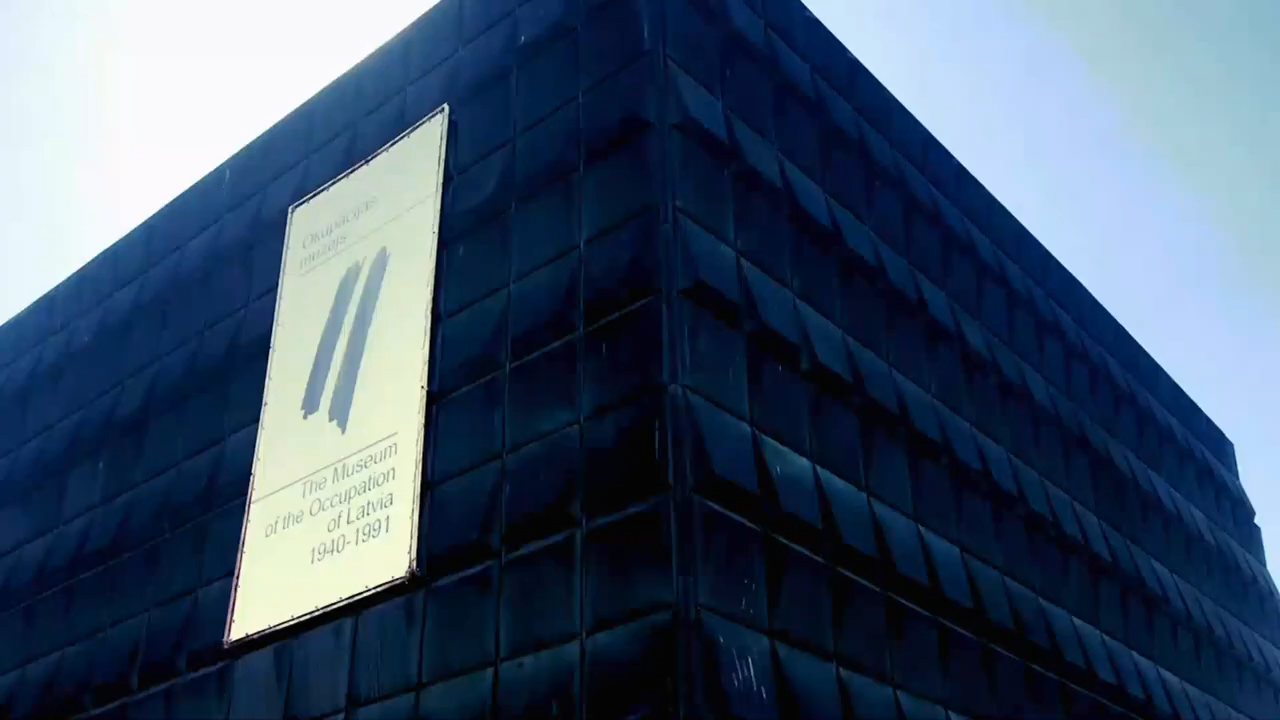 Okupācijas
muzejs
The Museum
of the Occupation
of Latvia
1940-1991